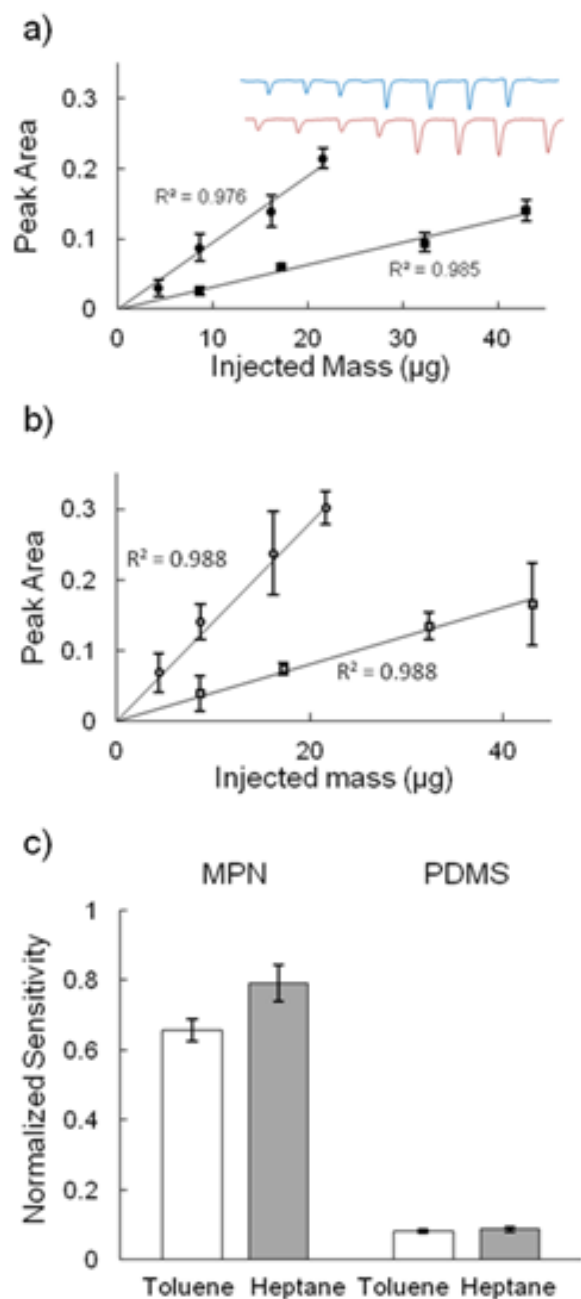 a)
0.3
0.2
0.1
0
Peak Area
R² = 0.976
R² = 0.985
0 10 20 30 40
Injected Mass (µg)
b)
0.3
0.2
0.1
0
Peak Area
R² = 0.988
R² = 0.988
0 20 40
Injected mass (µg)
c)
MPN PDMS
1
0.8
0.6
0.4
0.2
0
Normalized Sensitivity
Toluene Heptane Toluene Heptane